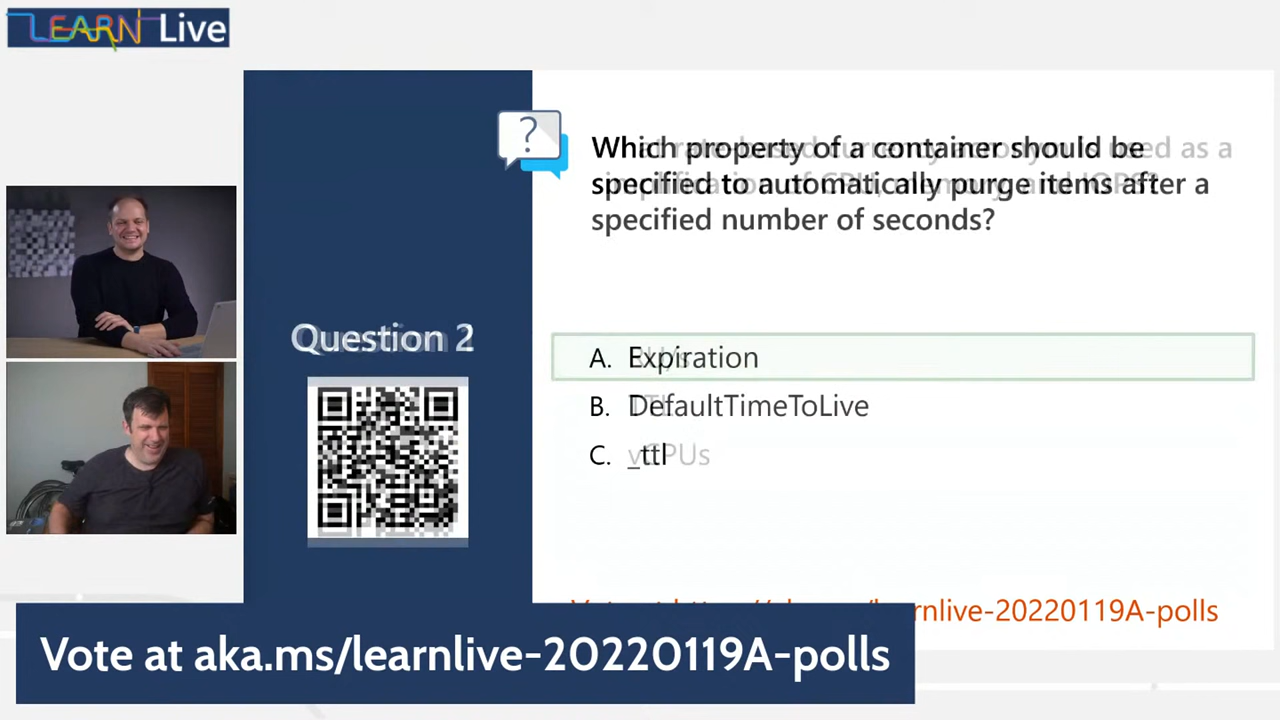 LEARN Live
?
Which property of a container should be
specified to automatically purge items after a
specified number of seconds?
Question 2
A. Expiration
B. DefaultTimeToLive
C. _ttl
vCPUs
learnlive-20220119A-polls
Vote at aka.ms/learnlive-20220119A-polls